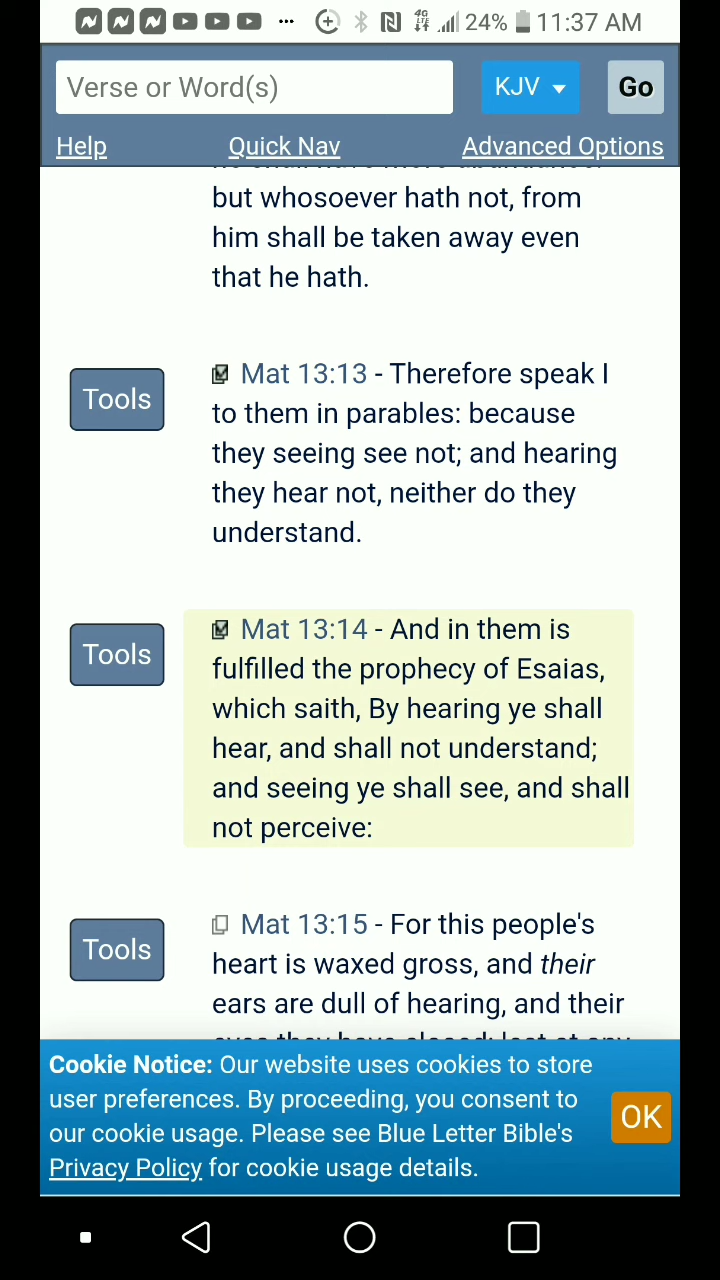 4G
LTE
24%
11:37 AM
Verse or Word(s)
KJV
Go
Help
Quick Nav
Advanced Options
but whosoever hath not, from
him shall be taken away even
that he hath.
Tools
Mat 13:13 - Therefore speak I
to them in parables: because
they seeing see not; and hearing
they hear not, neither do they
understand.
Tools
Mat 13:14 - And in them is
fulfilled the prophecy of Esaias,
which saith, By hearing ye shall
hear, and shall not understand;
and seeing ye shall see, and shall
not perceive:
Tools
Mat 13:15 - For this people's
heart is waxed gross, and their
ears are dull of hearing, and their
Cookie Notice: Our website uses cookies to store
user preferences. By proceeding, you consent to
our cookie usage. Please see Blue Letter Bible's
Privacy Policy for cookie usage details.
OK